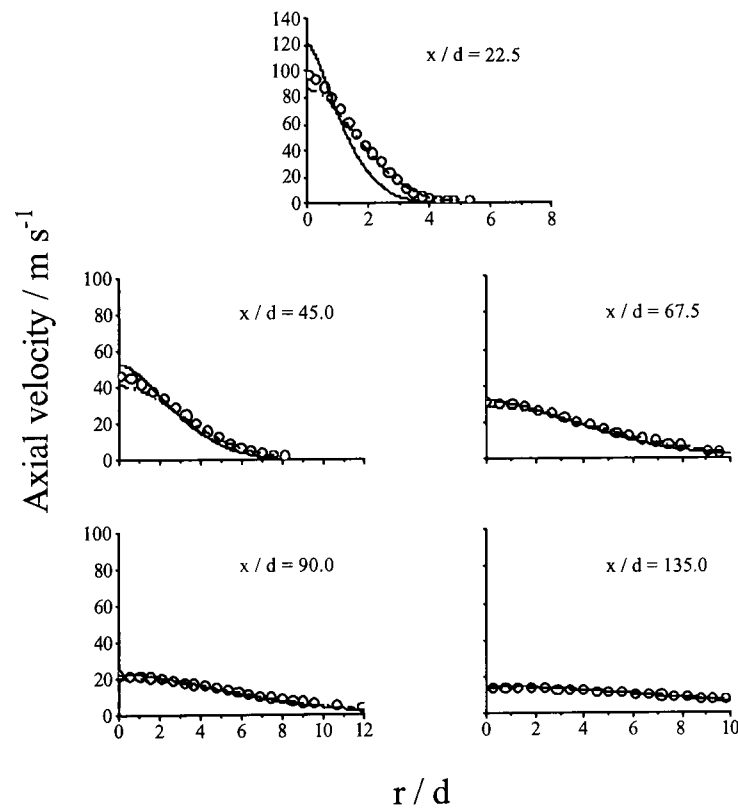 140
120
100
80
60
40
20
0
x / d = 22.5
0 2 4 6 8
Axial velocity / m s⁻¹
100
80
60
40
20
0
x / d = 45.0
x / d = 67.5
100
80
60
40
20
0
x / d = 90.0
0 2 4 6 8 10 12
x / d = 135.0
0 2 4 6 8 10
r / d